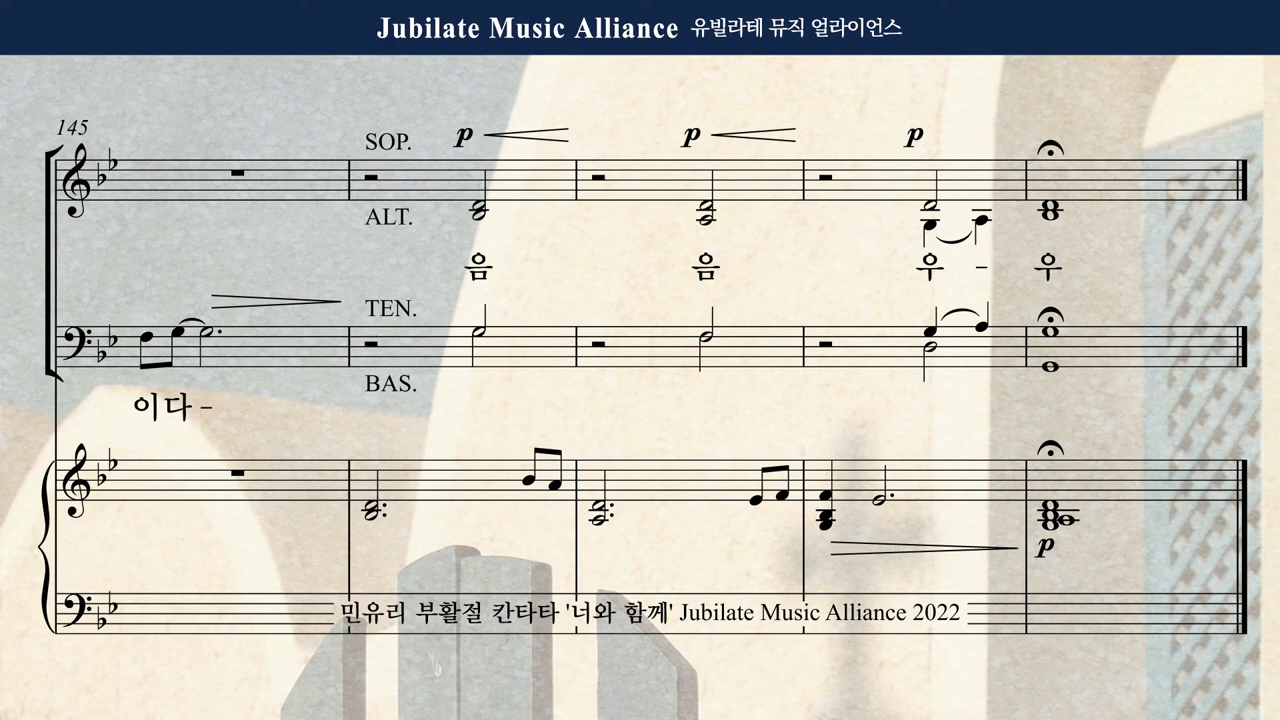 Jubilate Music Alliance 유빌라테 뮤직 얼라이언스
145
SOP. p p p
ALT.
음 음 우 - 우
TEN.
BAS.
이 다 -
p
민유리 부활절 칸타타 '너와 함께' Jubilate Music Alliance 2022